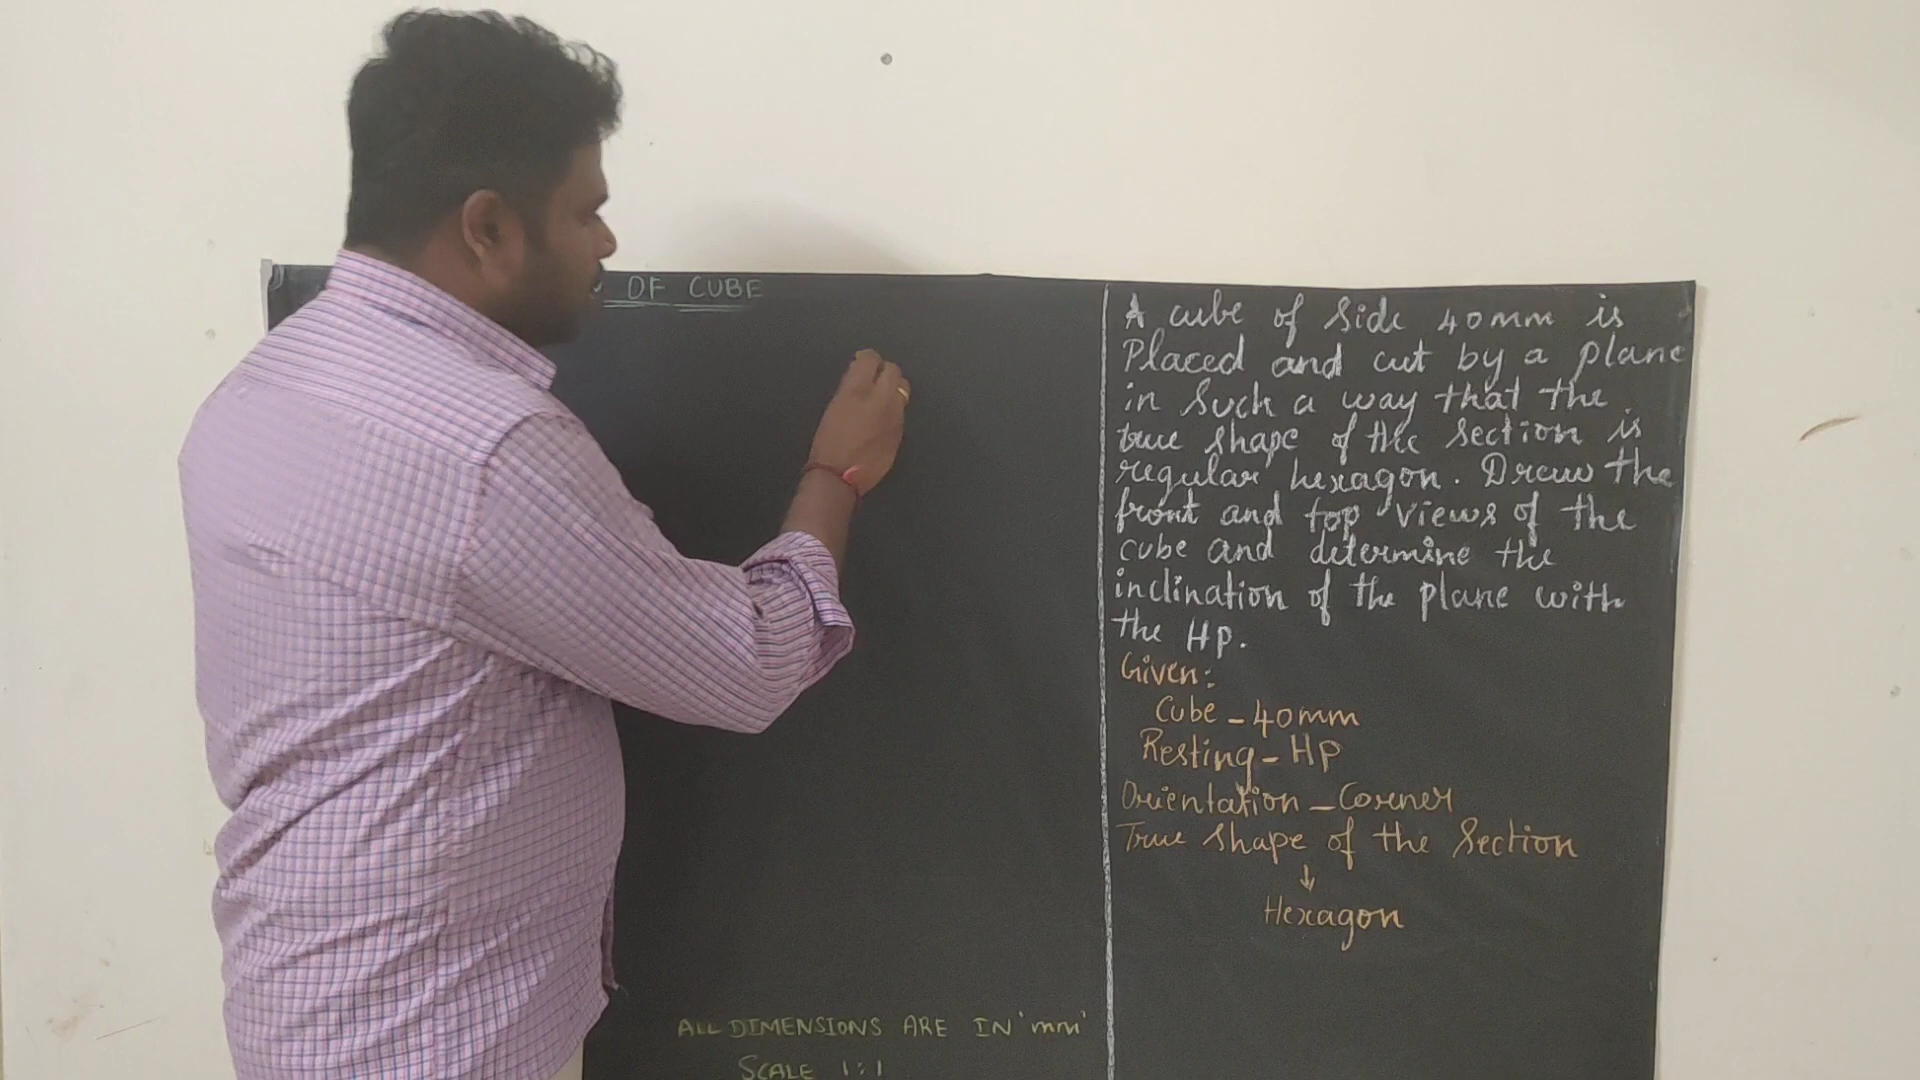 OF CUBE
A cube of side 40mm is
Placed and cut by a plane
in such a way that the
true shape of the section is
regular hexagon. Draw the
front and top views of the
cube and determine the
inclination of the plane with
the HP.
Given:
Cube - 40mm
Resting - HP
Orientation - Corner
True shape of the Section
↓
Hexagon
ALL DIMENSIONS ARE IN 'mm'
SCALE 1:1